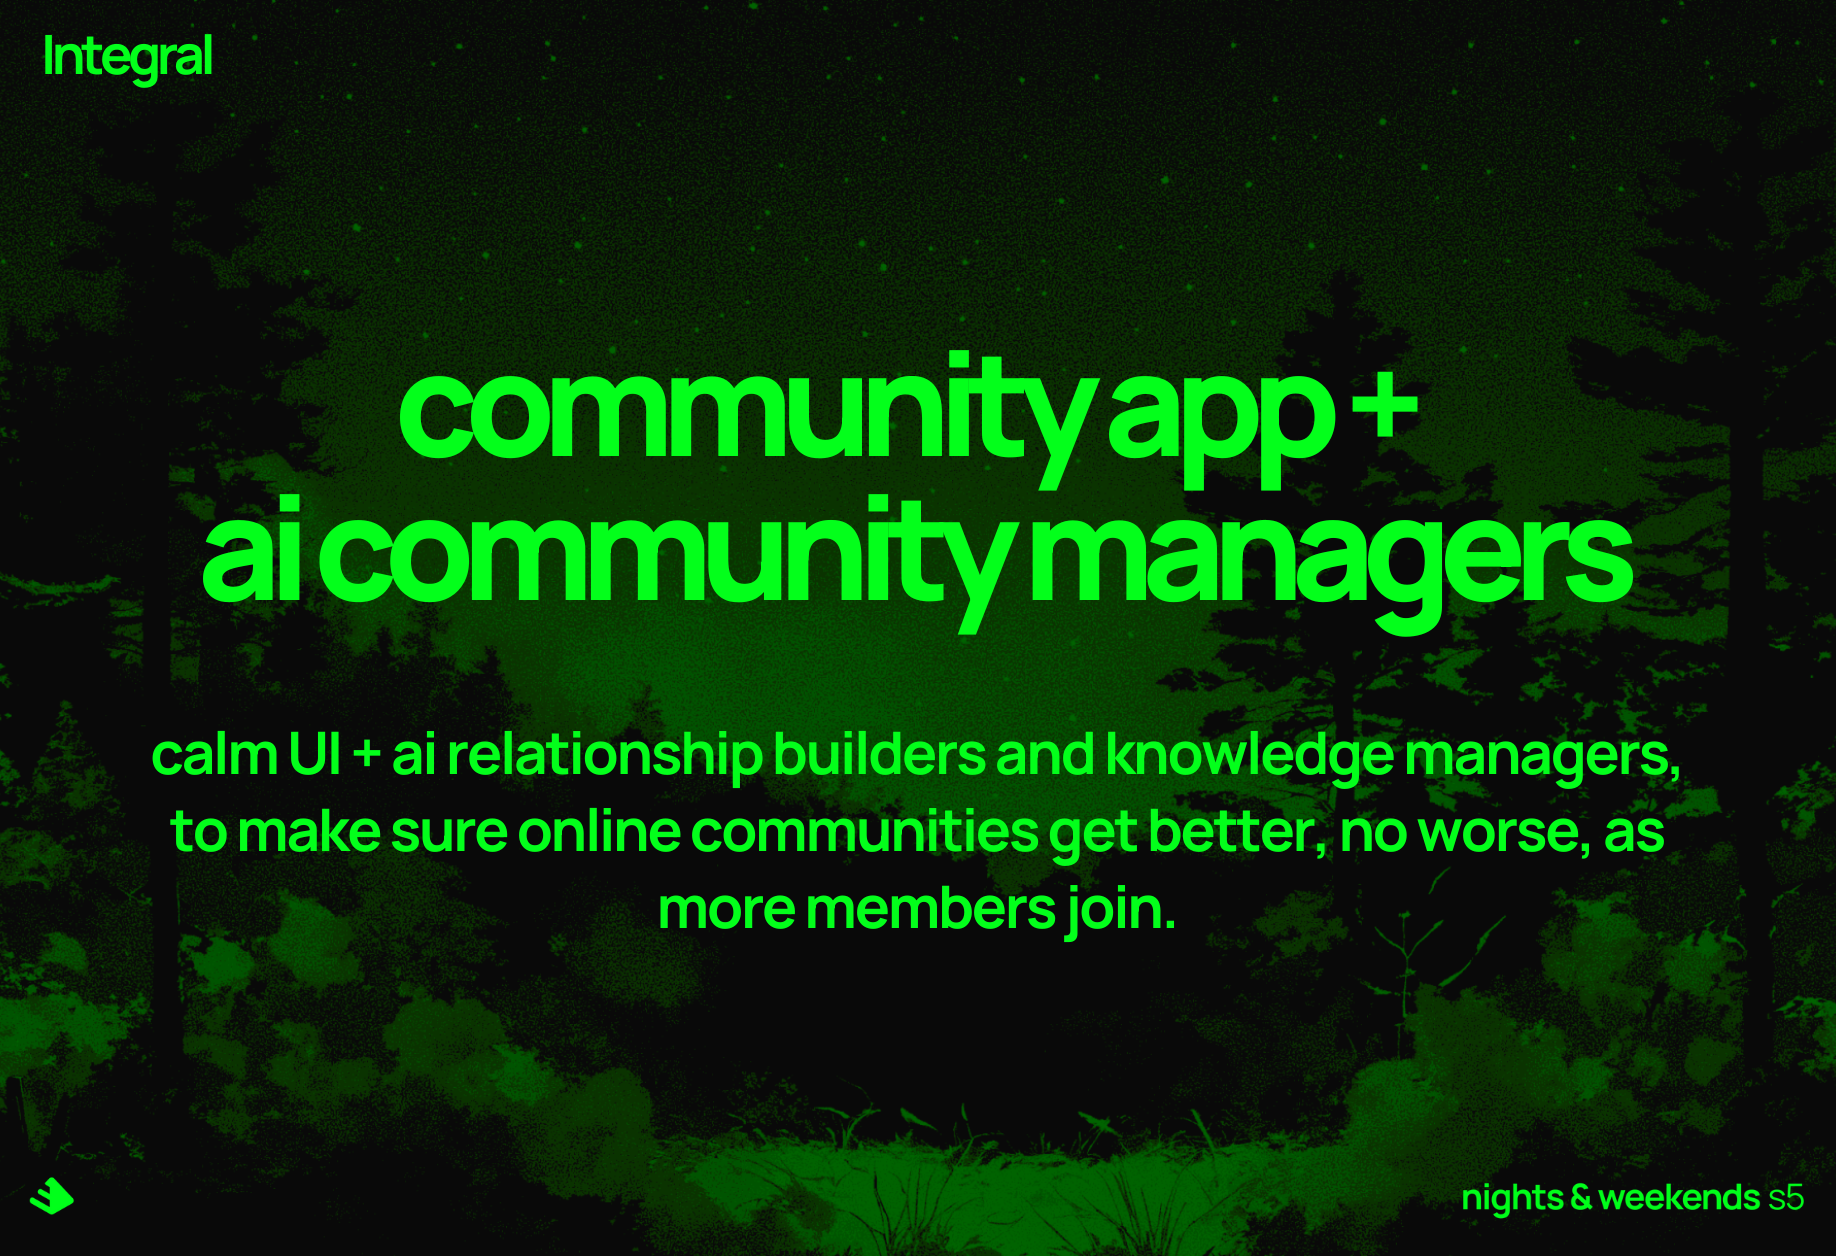 Integral
community app +
ai community managers
calm UI + ai relationship builders and knowledge managers,
to make sure online communities get better, no worse, as
more members join.
nights & weekends s5